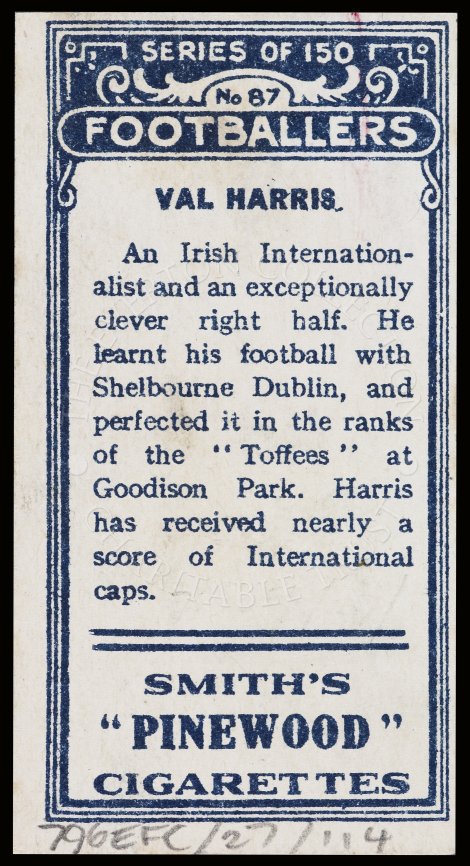 SERIES OF 150
No 87
FOOTBALLERS
VAL HARRIS.
An Irish Internation-
alist and an exceptionally
clever right half. He
learnt his football with
Shelbourne Dublin, and
perfected it in the ranks
of the "Toffees" at
Goodison Park. Harris
has received nearly a
score of International
caps.
SMITH'S
"PINEWOOD"
CIGARETTES
796EFC/27/114